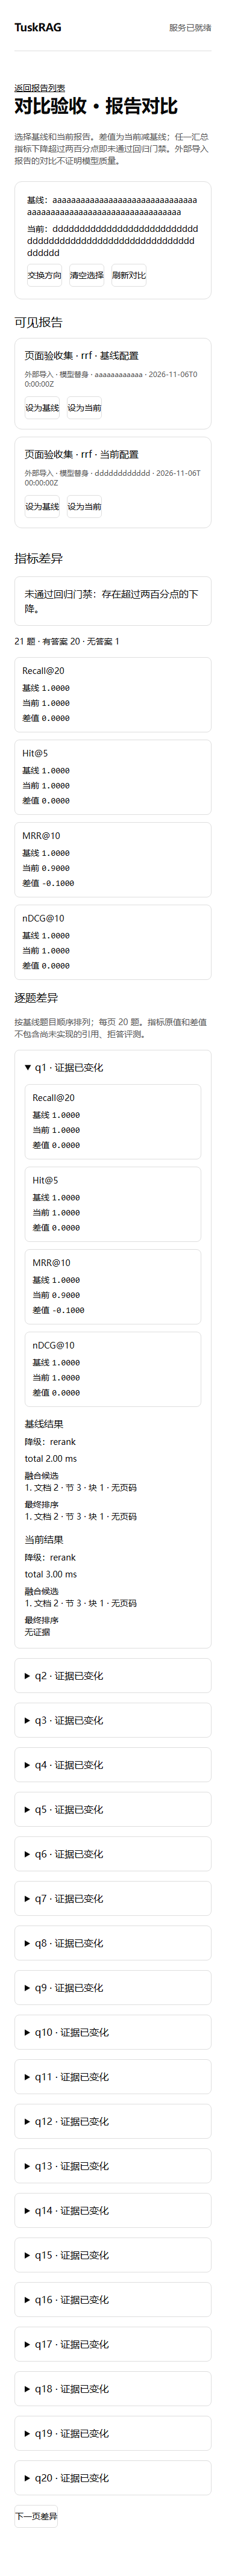 TuskRAG 服务已就绪
返回报告列表
对比验收 · 报告对比
选择基线和当前报告。差值为当前减基线；任一汇总
指标下降超过两百分点即未通过回归门禁。外部导入
报告的对比不证明模型质量。
基线：aaaaaaaaaaaaaaaaaaaaaaaaaaaaaaa
aaaaaaaaaaaaaaaaaaaaaaaaaaaaaaaaa
当前：ddddddddddddddddddddddddddd
ddddddddddddddddddddddddddddddd
dddddd
交换方向 清空选择 刷新对比
可见报告
页面验收集 · rrf · 基线配置
外部导入 · 模型替身 · aaaaaaaaaaaa · 2026-11-06T0
0:00:00Z
设为基线 设为当前
页面验收集 · rrf · 当前配置
外部导入 · 模型替身 · dddddddddddd · 2026-11-06T
00:00:00Z
设为基线 设为当前
指标差异
未通过回归门禁：存在超过两百分点的下
降。
21 题 · 有答案 20 · 无答案 1
Recall@20
基线 1.0000
当前 1.0000
差值 0.0000
Hit@5
基线 1.0000
当前 1.0000
差值 0.0000
MRR@10
基线 1.0000
当前 0.9000
差值 -0.1000
nDCG@10
基线 1.0000
当前 1.0000
差值 0.0000
逐题差异
按基线题目顺序排列；每页 20 题。指标原值和差值
不包含尚未实现的引用、拒答评测。
▼ q1 · 证据已变化
Recall@20
基线 1.0000
当前 1.0000
差值 0.0000
Hit@5
基线 1.0000
当前 1.0000
差值 0.0000
MRR@10
基线 1.0000
当前 0.9000
差值 -0.1000
nDCG@10
基线 1.0000
当前 1.0000
差值 0.0000
基线结果
降级：rerank
total 2.00 ms
融合候选
1. 文档 2 · 节 3 · 块 1 · 无页码
最终排序
1. 文档 2 · 节 3 · 块 1 · 无页码
当前结果
降级：rerank
total 3.00 ms
融合候选
1. 文档 2 · 节 3 · 块 1 · 无页码
最终排序
无证据
▶ q2 · 证据已变化
▶ q3 · 证据已变化
▶ q4 · 证据已变化
▶ q5 · 证据已变化
▶ q6 · 证据已变化
▶ q7 · 证据已变化
▶ q8 · 证据已变化
▶ q9 · 证据已变化
▶ q10 · 证据已变化
▶ q11 · 证据已变化
▶ q12 · 证据已变化
▶ q13 · 证据已变化
▶ q14 · 证据已变化
▶ q15 · 证据已变化
▶ q16 · 证据已变化
▶ q17 · 证据已变化
▶ q18 · 证据已变化
▶ q19 · 证据已变化
▶ q20 · 证据已变化
下一页差异